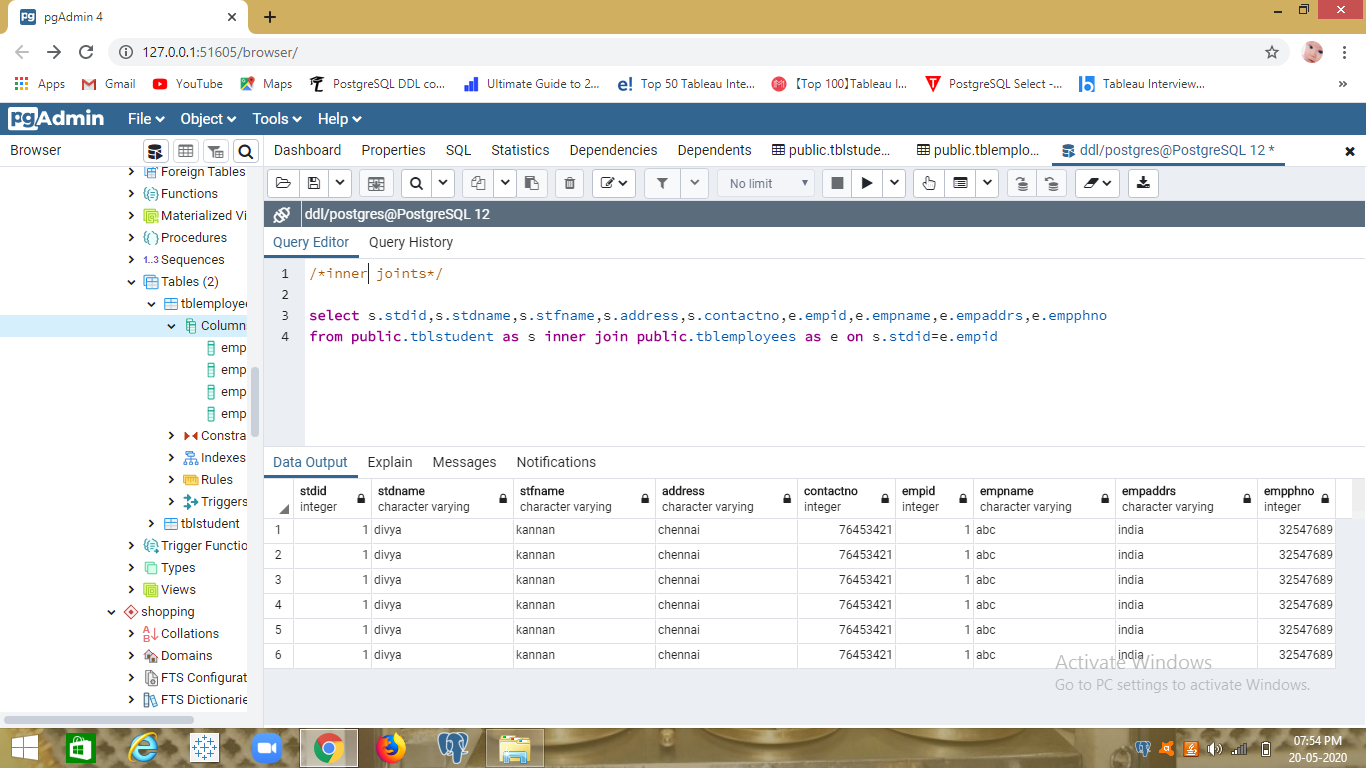 pgAdmin 4
127.0.0.1:51605/browser/
Apps Gmail YouTube Maps PostgreSQL DDL co... Ultimate Guide to 2... Top 50 Tableau Inte... 【Top 100】Tableau I... PostgreSQL Select -... Tableau Interview... »
pgAdmin File Object Tools Help
Browser Dashboard Properties SQL Statistics Dependencies Dependents public.tblstude... public.tblemplo... ddl/postgres@PostgreSQL 12 *
No limit
ddl/postgres@PostgreSQL 12
Query Editor Query History
Foreign Tables
Functions
Materialized Vi
Procedures
1..3 Sequences
Tables (2)
tblemployee
Column
emp
emp
emp
emp
Constra
Indexes
Rules
Triggers
tblstudent
Trigger Functio
Types
Views
shopping
Collations
Domains
FTS Configurat
FTS Dictionarie
1 /*inner joints*/
2
3 select s.stdid,s.stdname,s.stfname,s.address,s.contactno,e.empid,e.empname,e.empaddrs,e.empphno
4 from public.tblstudent as s inner join public.tblemployees as e on s.stdid=e.empid
Data Output Explain Messages Notifications
stdid stdname stfname address contactno empid empname empaddrs empphno
integer character varying character varying character varying integer integer character varying character varying integer
1 1 divya kannan chennai 76453421 1 abc india 32547689
2 1 divya kannan chennai 76453421 1 abc india 32547689
3 1 divya kannan chennai 76453421 1 abc india 32547689
4 1 divya kannan chennai 76453421 1 abc india 32547689
5 1 divya kannan chennai 76453421 1 abc india 32547689
6 1 divya kannan chennai 76453421 1 abc india 32547689
Activate Windows
Go to PC settings to activate Windows.
07:54 PM
20-05-2020